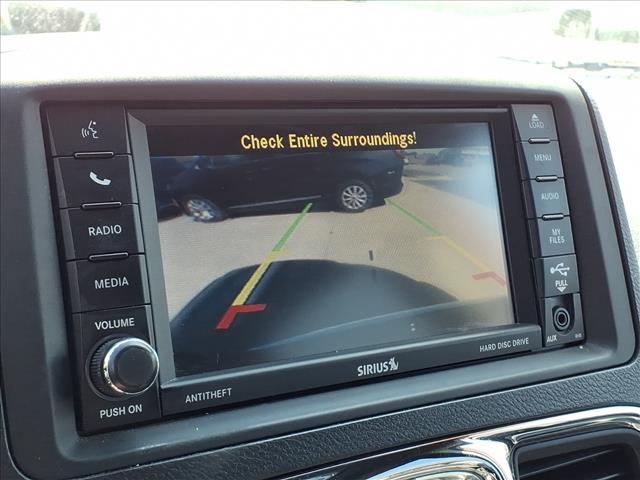 Check Entire Surroundings!
RADIO
MEDIA
VOLUME
PUSH ON
ANTITHEFT
SIRIUS
HARD DISC DRIVE
LOAD
MENU
AUDIO
MY
FILES
PULL
AUX